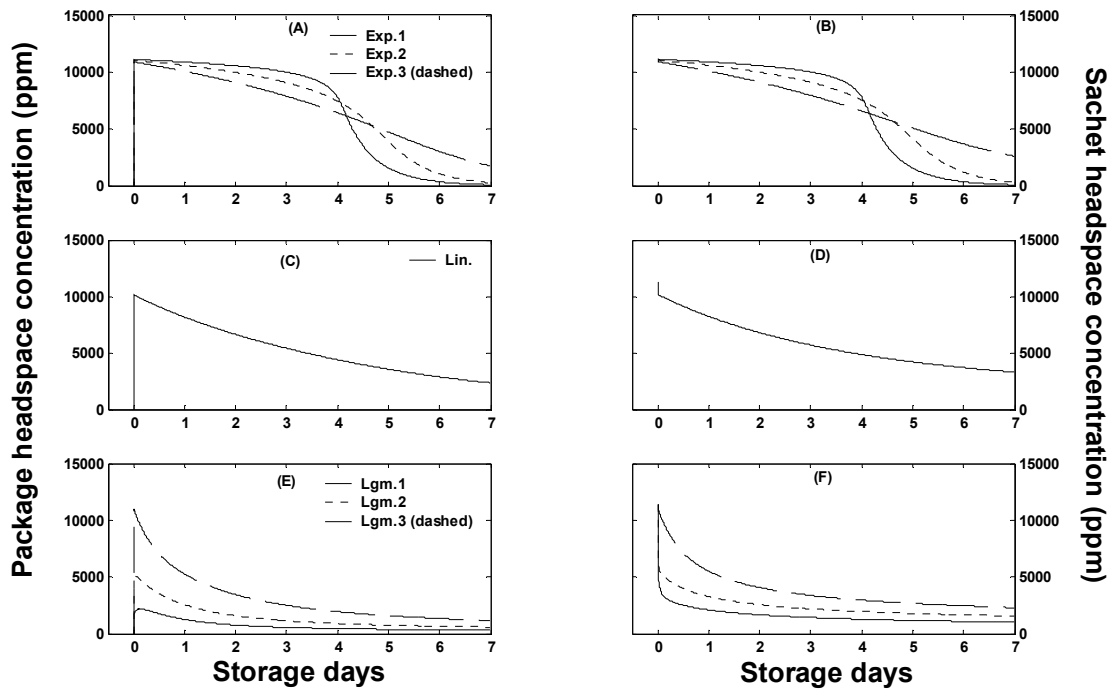 Package headspace concentration (ppm)
Sachet headspace concentration (ppm)
(A)
Exp.1
Exp.2
Exp.3 (dashed)
15000
10000
5000
0
0 1 2 3 4 5 6 7
(B)
15000
10000
5000
0
0 1 2 3 4 5 6 7
(C)
Lin.
15000
10000
5000
0
0 1 2 3 4 5 6 7
(D)
15000
10000
5000
0
0 1 2 3 4 5 6 7
(E)
Lgm.1
Lgm.2
Lgm.3 (dashed)
15000
10000
5000
0
0 1 2 3 4 5 6 7
Storage days
(F)
15000
10000
5000
0
0 1 2 3 4 5 6 7
Storage days